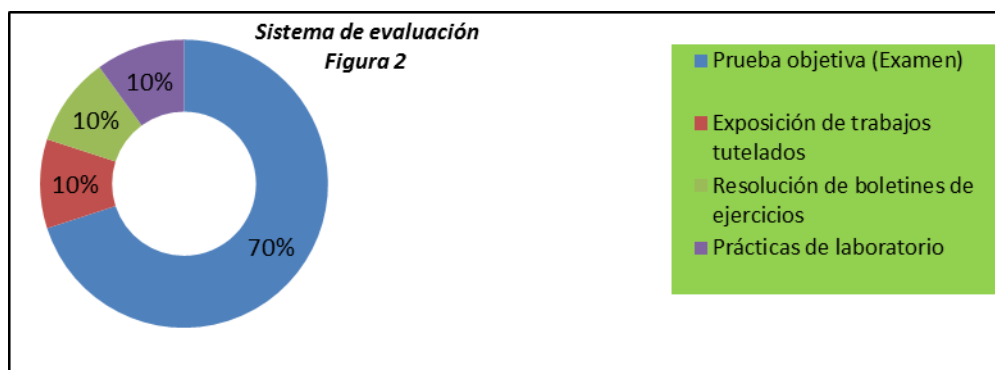 Sistema de evaluación
Figura 2
10%
10%
10%
70%
Prueba objetiva (Examen)
Exposición de trabajos
tutelados
Resolución de boletines de
ejercicios
Prácticas de laboratorio